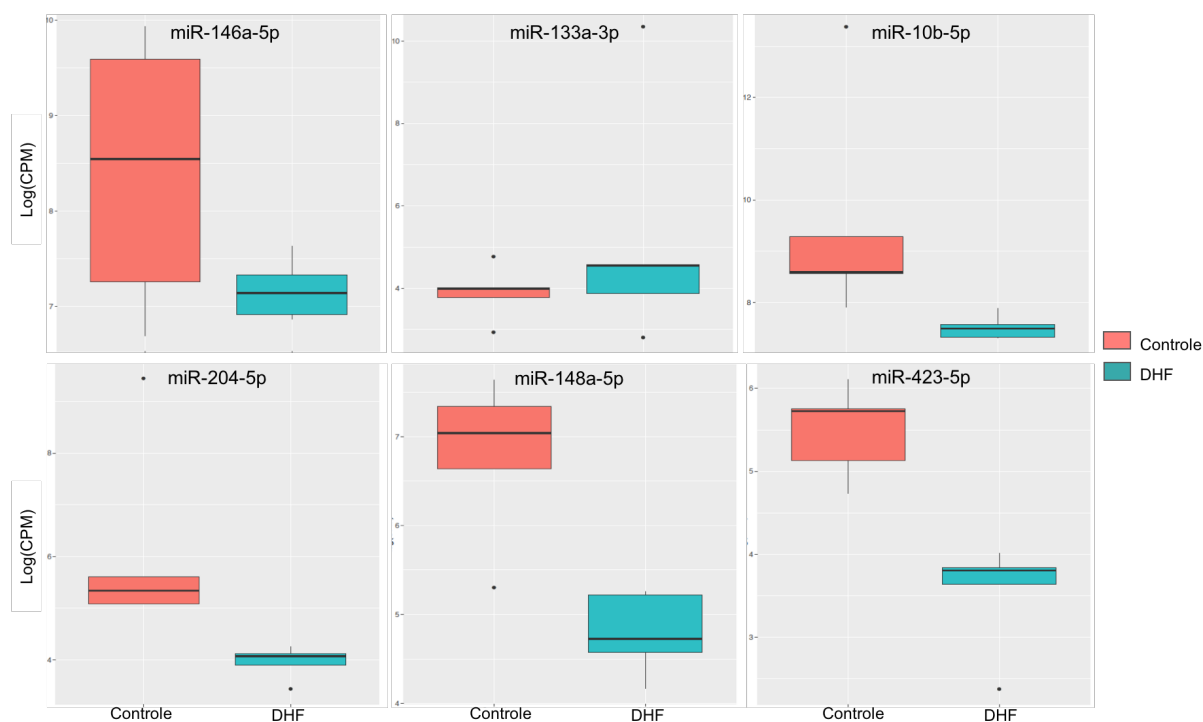 miR-146a-5p
miR-133a-3p
miR-10b-5p
Log(CPM)
10
9
8
7
10
8
6
4
12
10
8
miR-204-5p
miR-148a-5p
miR-423-5p
Log(CPM)
8
6
4
7
6
5
4
6
5
4
3
Controle
DHF
Controle
DHF
Controle
DHF
Controle
DHF